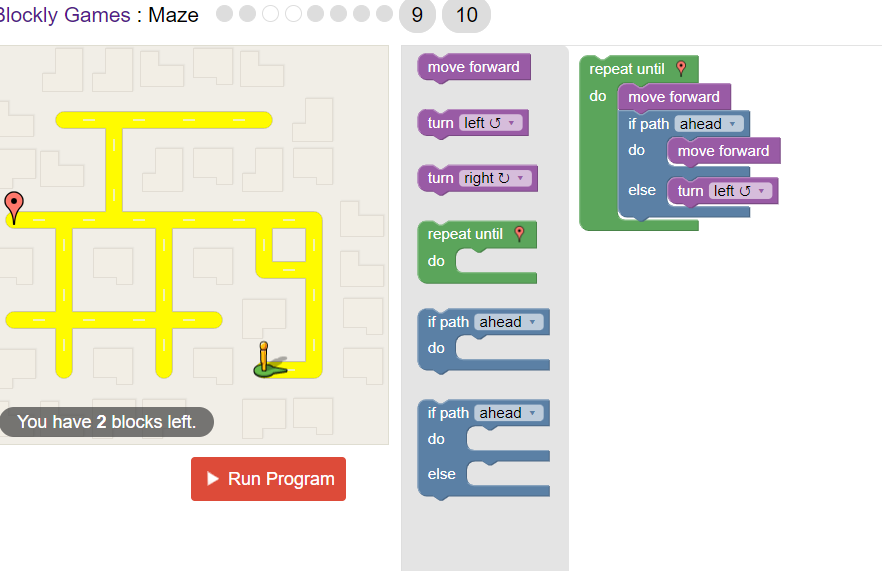 Blockly Games : Maze 9 10
move forward
turn left ↺ ▾
turn right ↻ ▾
repeat until
do
if path ahead ▾
do
if path ahead ▾
do
else
repeat until
do move forward
if path ahead ▾
do move forward
else turn left ↺ ▾
You have 2 blocks left.
Run Program